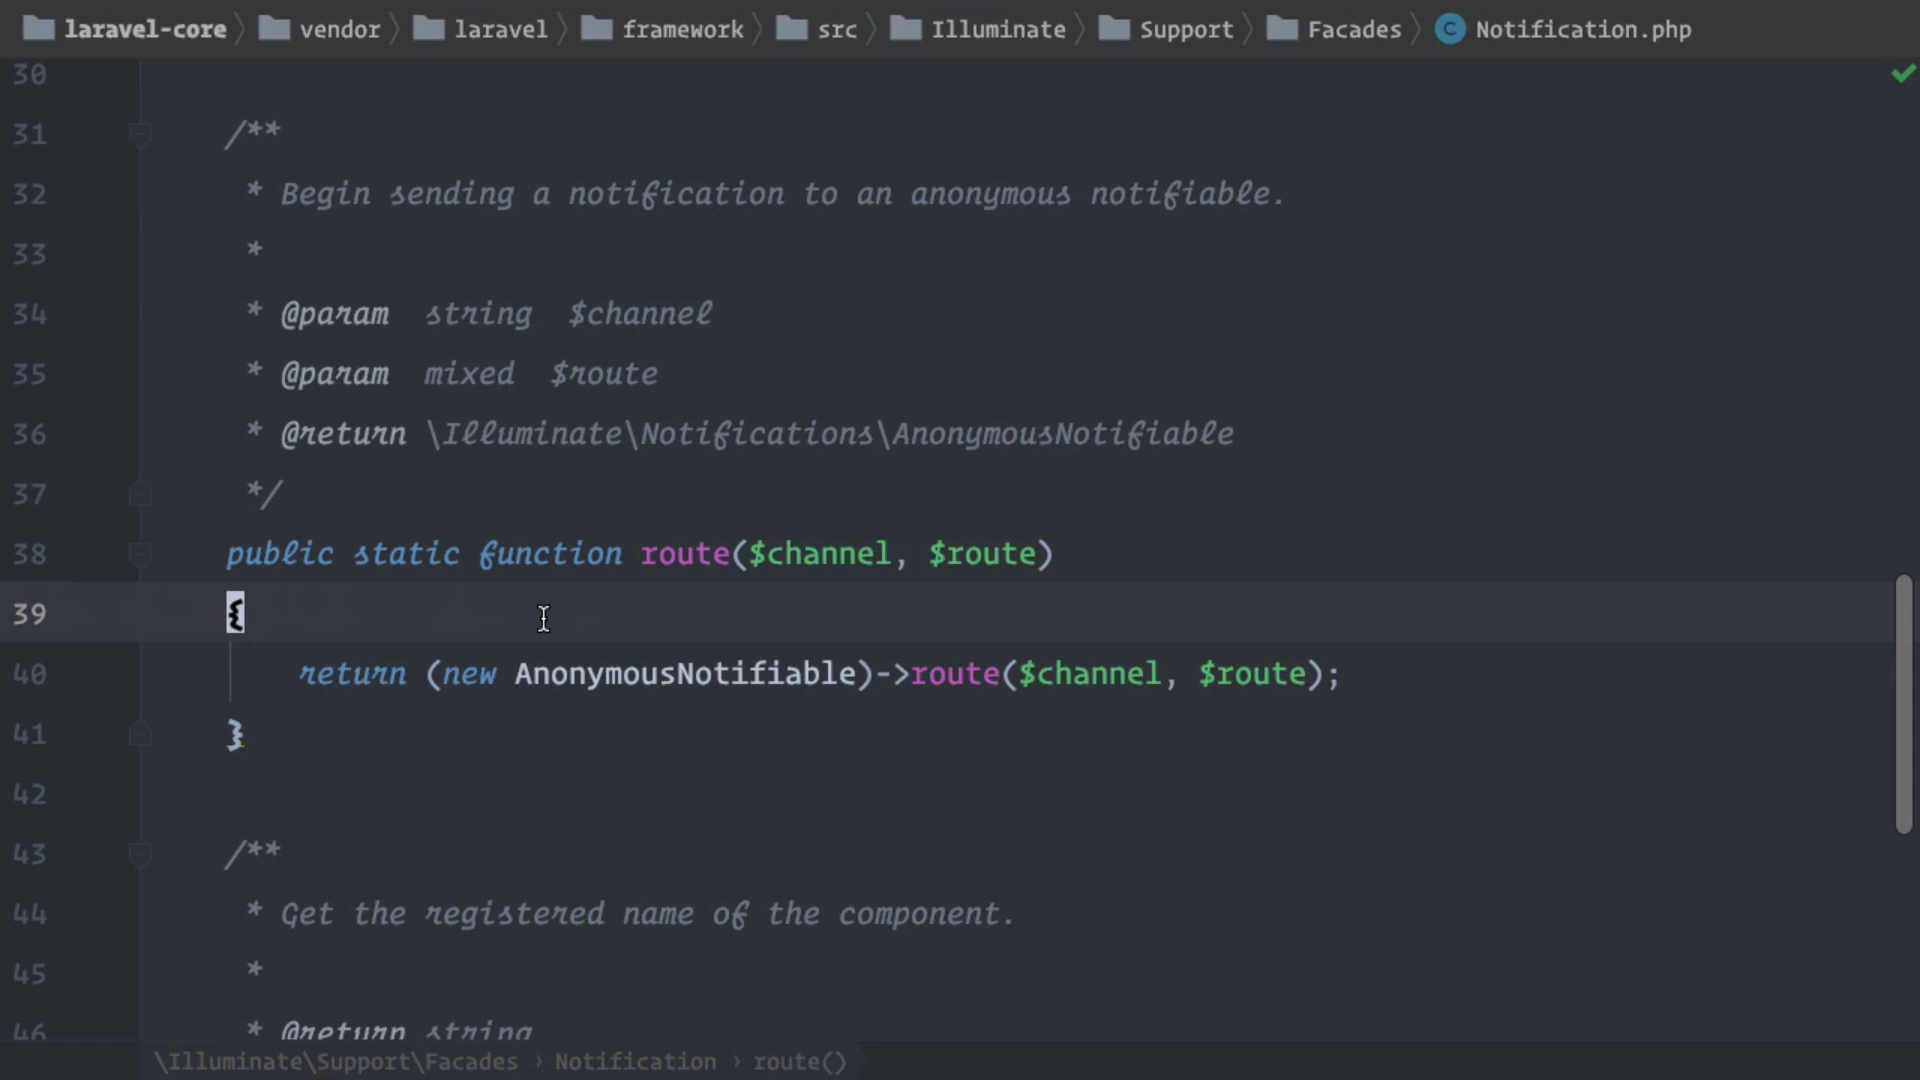 laravel-core vendor laravel framework src Illuminate Support Facades Notification.php
30
31 /**
32 * Begin sending a notification to an anonymous notifiable.
33 *
34 * @param string $channel
35 * @param mixed $route
36 * @return \Illuminate\Notifications\AnonymousNotifiable
37 */
38 public static function route($channel, $route)
39 {
40 return (new AnonymousNotifiable)->route($channel, $route);
41 }
42
43 /**
44 * Get the registered name of the component.
45 *
46 * @return string
\Illuminate\Support\Facades › Notification › route()